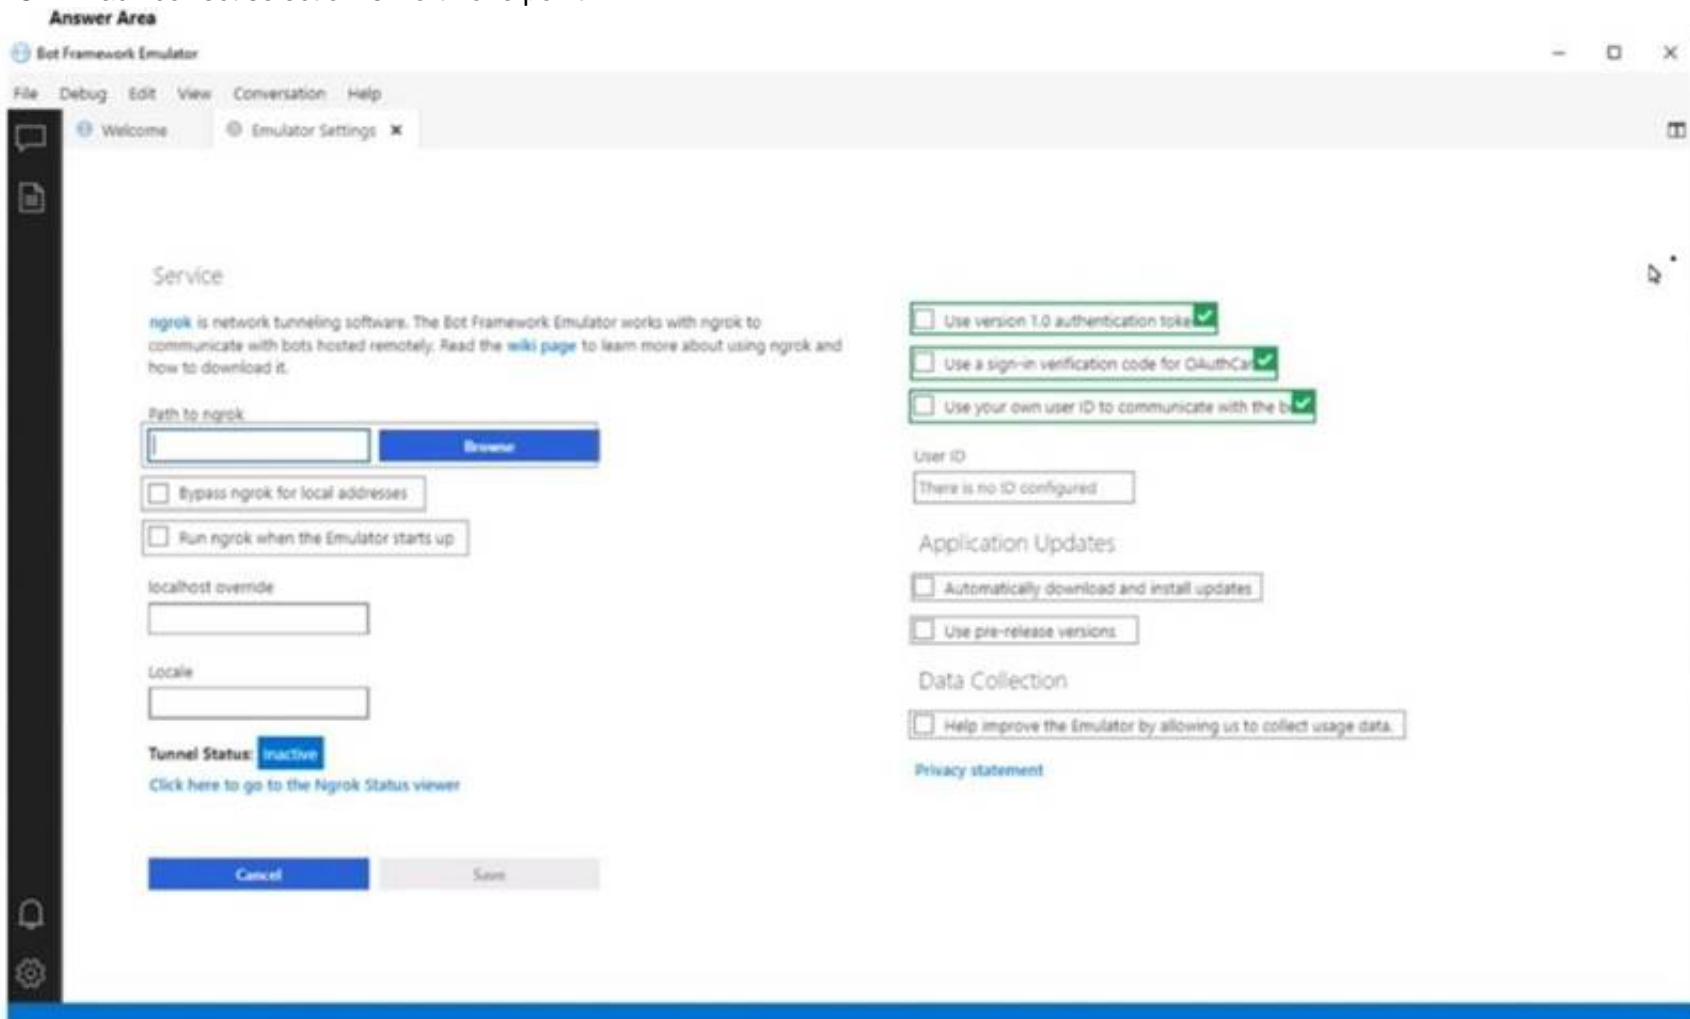 Answer Area
Bot Framework Emulator
File Debug Edit View Conversation Help
Welcome Emulator Settings
Service
ngrok is network tunneling software. The Bot Framework Emulator works with ngrok to
communicate with bots hosted remotely. Read the wiki page to learn more about using ngrok and
how to download it.
Path to ngrok
Browse
Bypass ngrok for local addresses
Run ngrok when the Emulator starts up
localhost override
Locale
Tunnel Status: Inactive
Click here to go to the Ngrok Status viewer
Cancel Save
Use version 1.0 authentication toke
Use a sign-in verification code for OAuthCar
Use your own user ID to communicate with the b
User ID
There is no ID configured
Application Updates
Automatically download and install updates
Use pre-release versions
Data Collection
Help improve the Emulator by allowing us to collect usage data.
Privacy statement